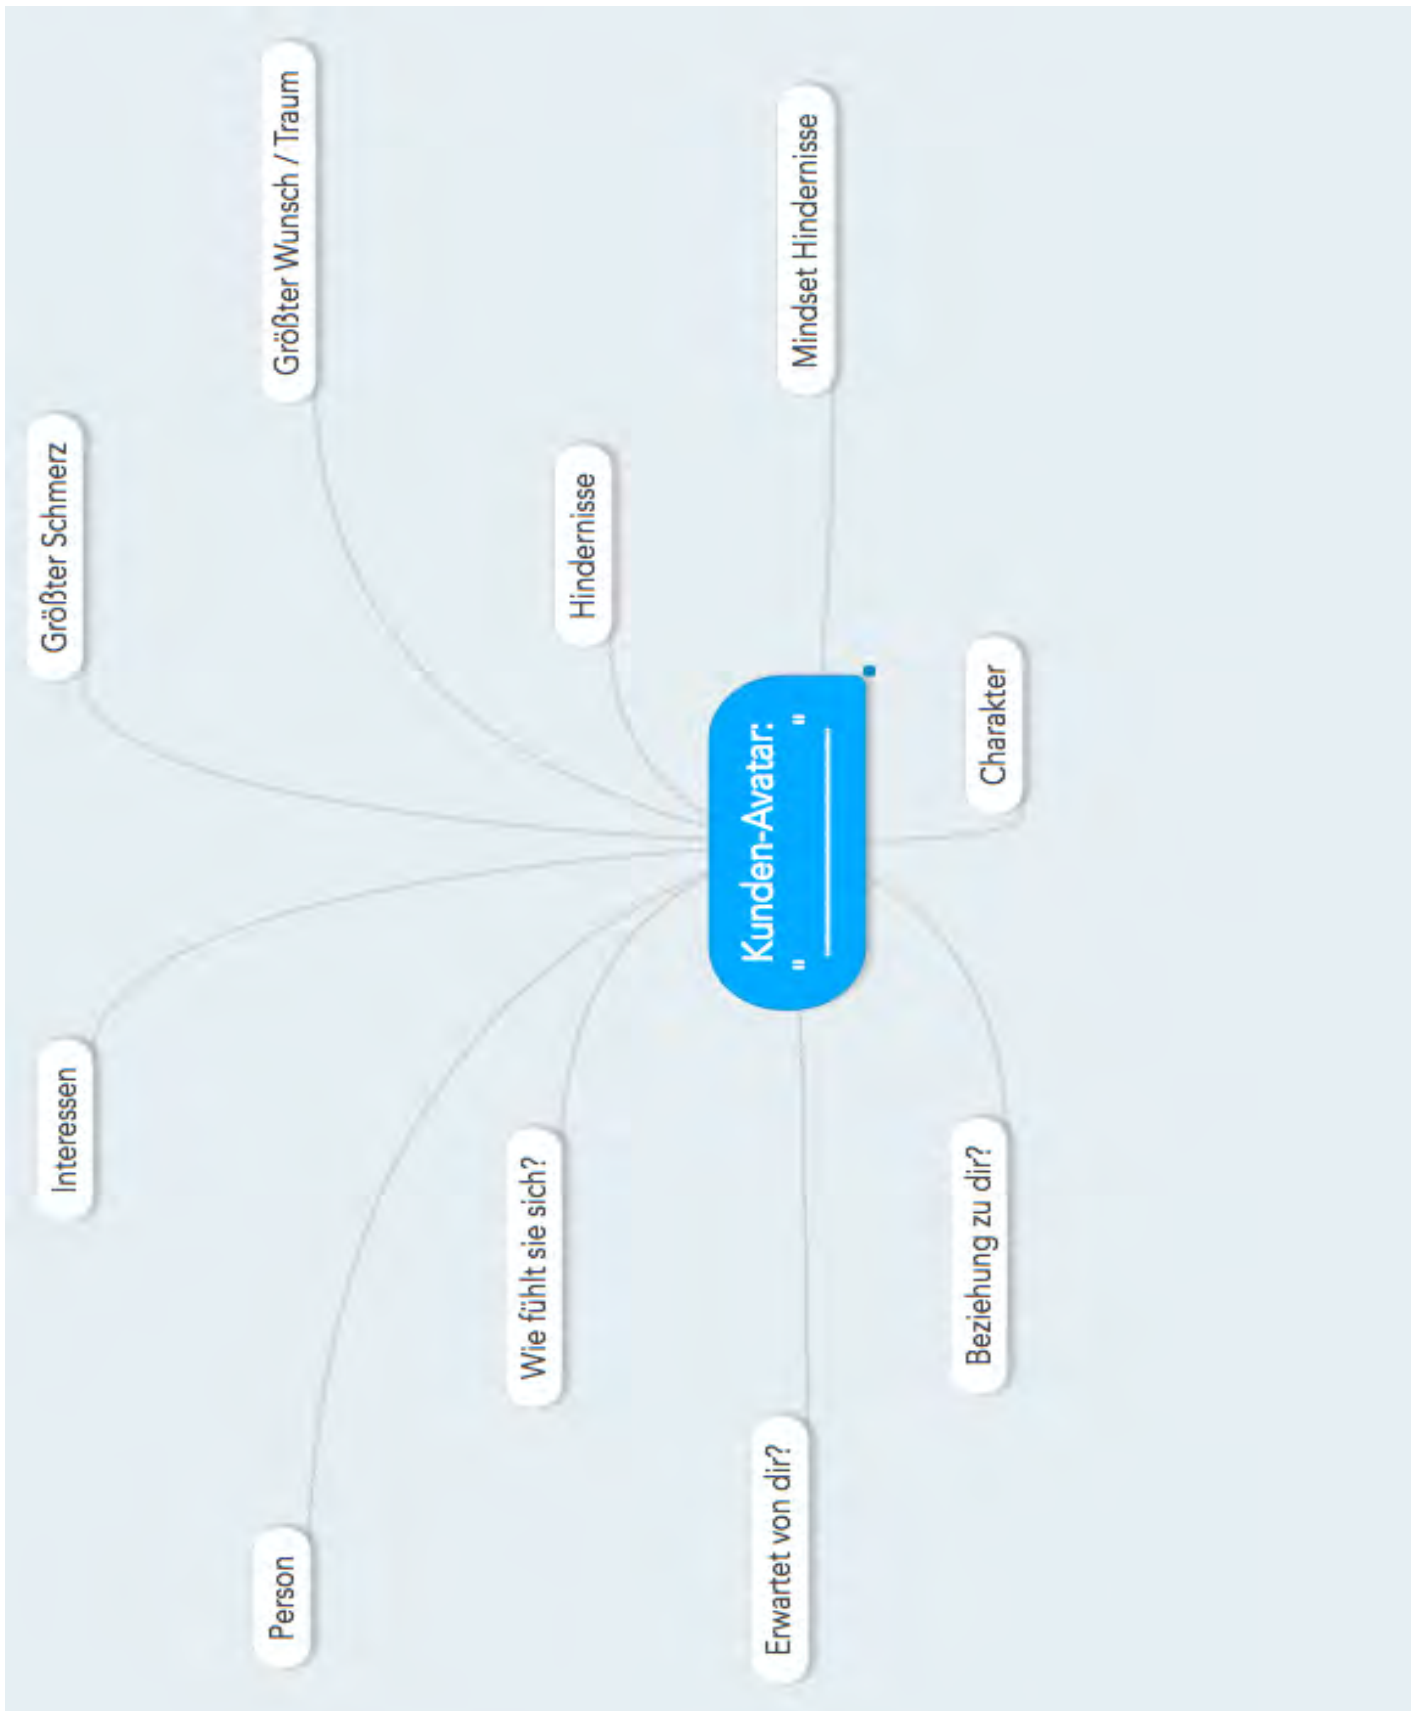 Interessen
Größter Schmerz
Person
Größter Wunsch / Traum
Wie fühlt sie sich?
Hindernisse
Erwartet von dir?
Kunden-Avatar:
"__________"
Mindset Hindernisse
Beziehung zu dir?
Charakter